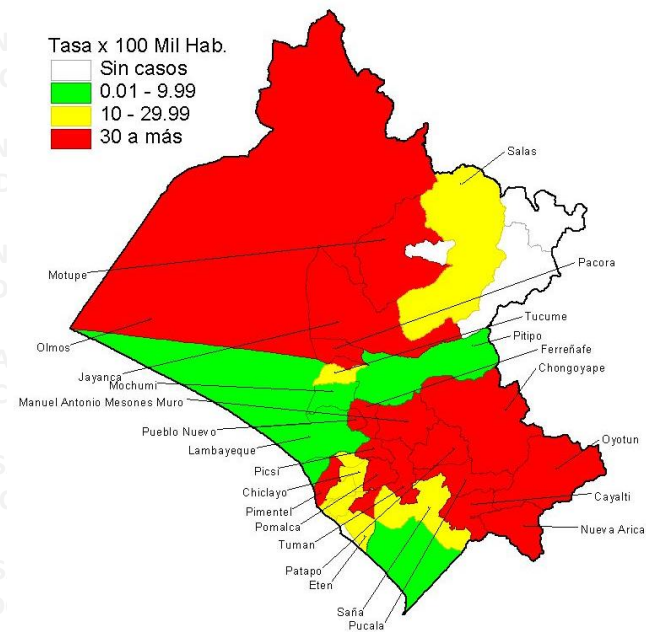 Tasa x 100 Mil Hab.
Sin casos
0.01 - 9.99
10 - 29.99
30 a más
Salas
Motupe
Pacora
Tucume
Olmos
Pitipo
Ferreñafe
Jayanca
Chongoyape
Mochumi
Manuel Antonio Mesones Muro
Pueblo Nuevo
Oyotun
Lambayeque
Picsi
Chiclayo
Cayalti
Pimentel
Pomalca
Nueva Arica
Tuman
Patapo
Eten
Saña
Pucala